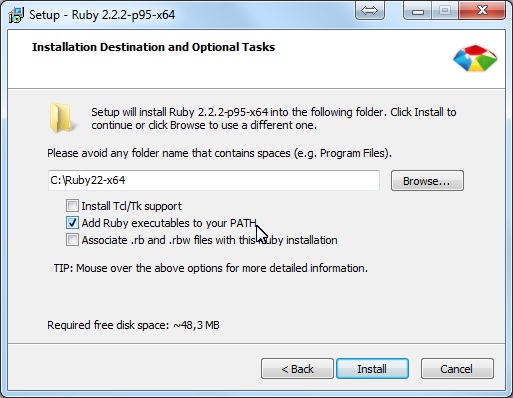 Setup - Ruby 2.2.2-p95-x64
Installation Destination and Optional Tasks
Setup will install Ruby 2.2.2-p95-x64 into the following folder. Click Install to
continue or click Browse to use a different one.
Please avoid any folder name that contains spaces (e.g. Program Files).
C:\Ruby22-x64
Browse...
Install Tcl/Tk support
Add Ruby executables to your PATH
Associate .rb and .rbw files with this Ruby installation
TIP: Mouse over the above options for more detailed information.
Required free disk space: ~48,3 MB
< Back
Install
Cancel